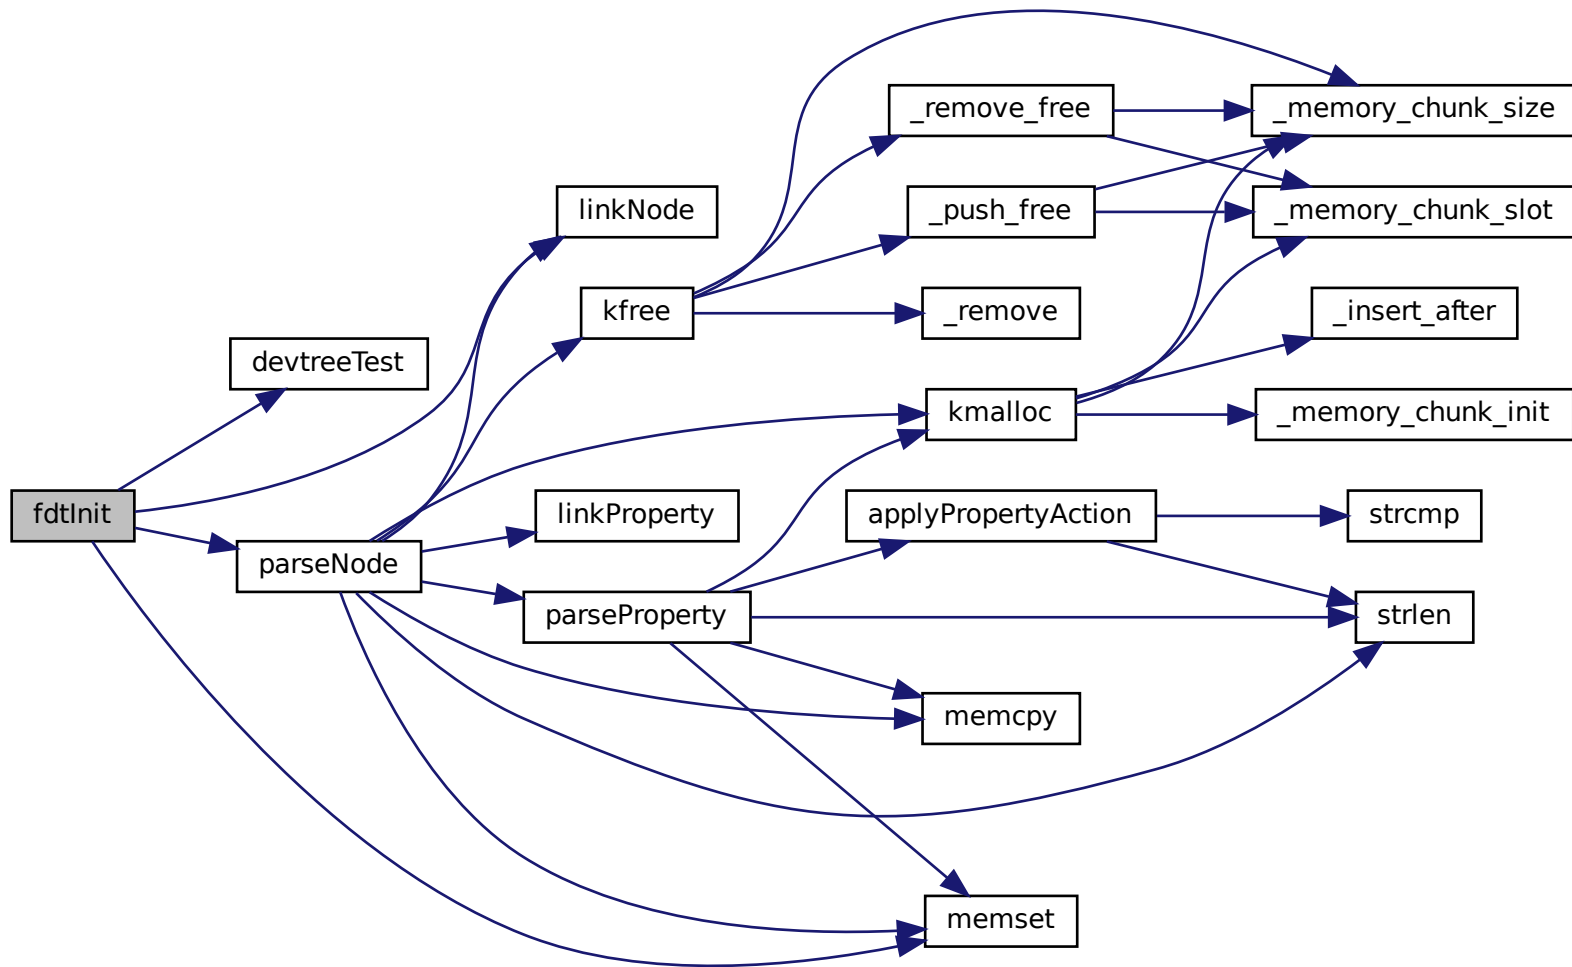 _remove_free
_memory_chunk_size
linkNode
_push_free
_memory_chunk_slot
kfree
_remove
_insert_after
devtreeTest
kmalloc
_memory_chunk_init
fdtInit
linkProperty
applyPropertyAction
strcmp
parseNode
parseProperty
strlen
memcpy
memset